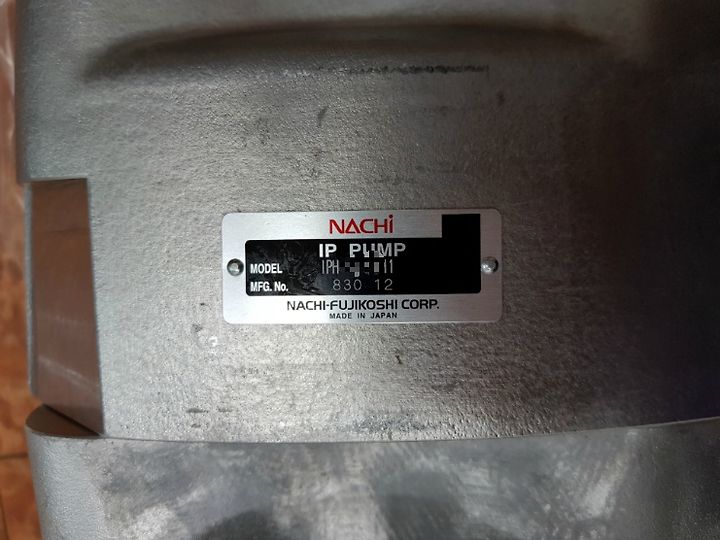 NACHi
IP PUMP
MODEL
MFG. No. 830 12
NACHI-FUJIKOSHI CORP.
MADE IN JAPAN